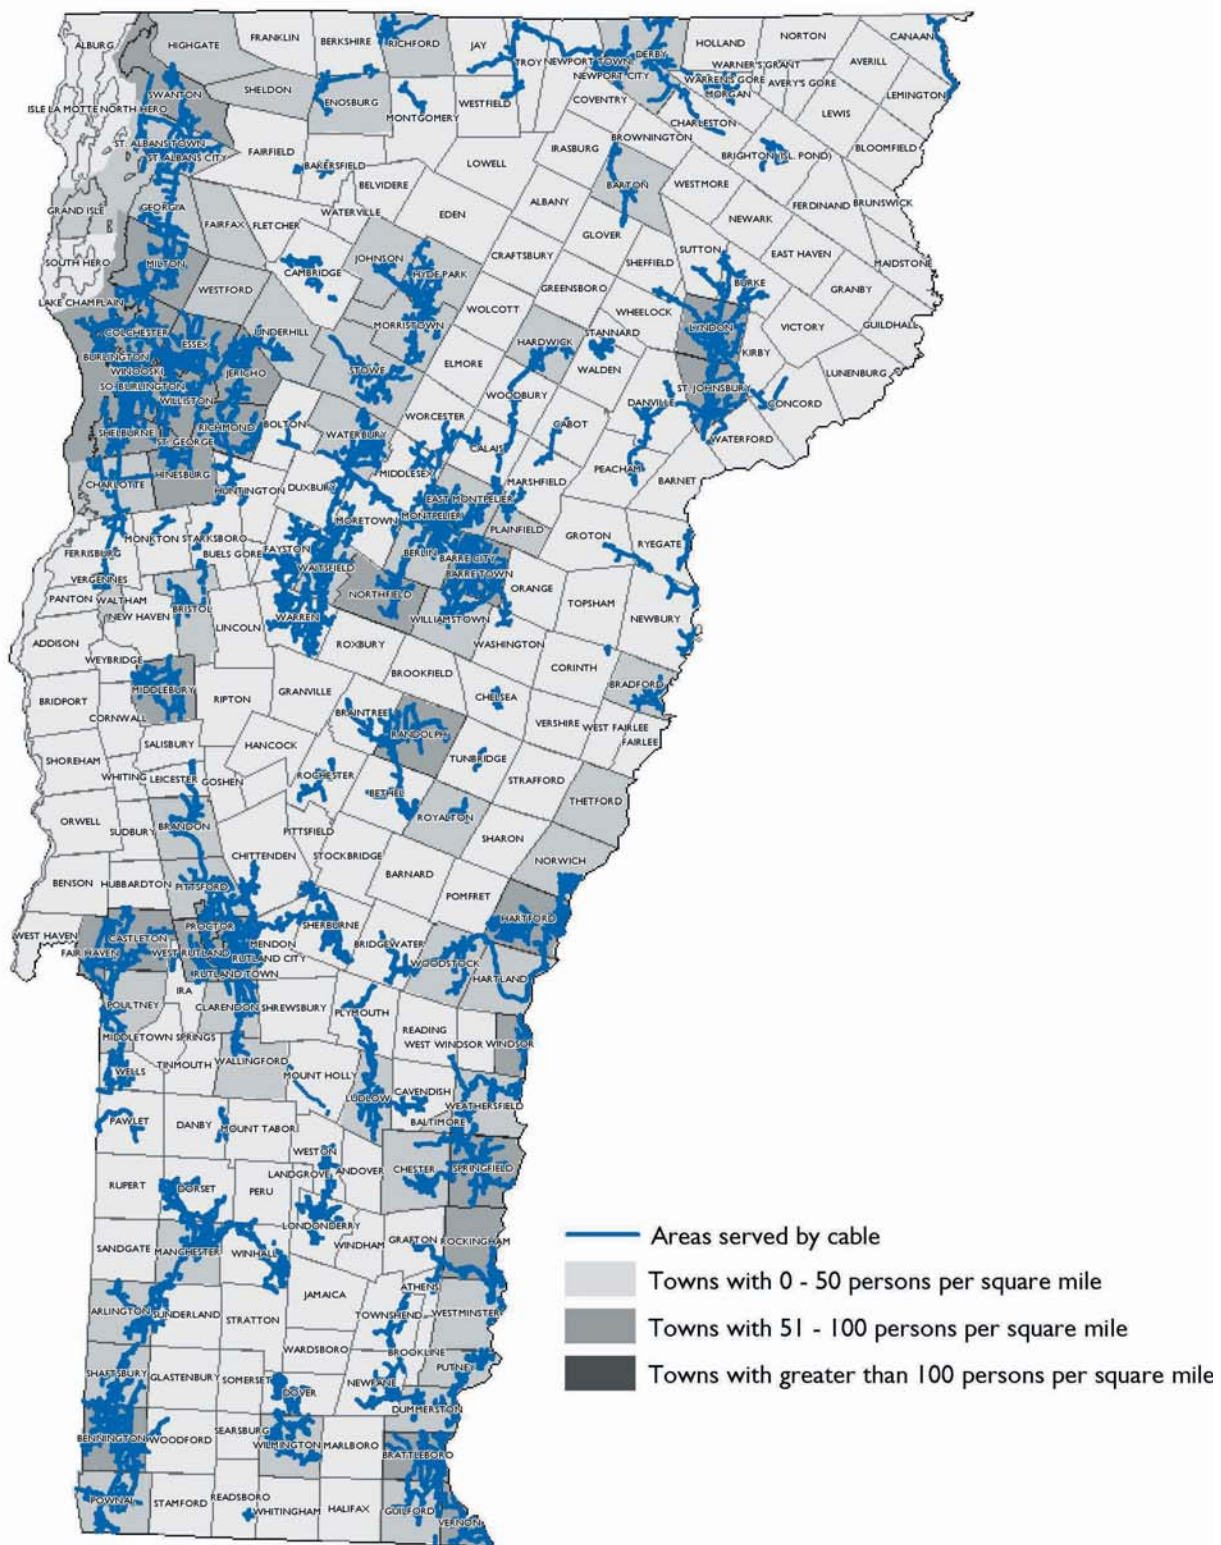 ALBURG
HIGHGATE
FRANKLIN
BERKSHIRE
RICHFORD
JAY
TROY
NEWPORT TOWN
DERBY
HOLLAND
NORTON
CANAAN
NEWPORT CITY
WARNER'S GRANT
AVERILL
WARREN'S GORE
AVERY'S GORE
MORGAN
LEMINGTON
ISLE LA MOTTE
NORTH HERO
SWANTON
SHELDON
ENOSBURG
MONTGOMERY
WESTFIELD
COVENTRY
CHARLESTON
LEWIS
ST. ALBANS TOWN
ST. ALBANS CITY
FAIRFIELD
BAKERSFIELD
LOWELL
IRASBURG
BROWNINGTON
BRIGHTON (ISL. POND)
BLOOMFIELD
BELVIDERE
BARTON
WESTMORE
GRAND ISLE
GEORGIA
FAIRFAX
FLETCHER
WATERVILLE
EDEN
ALBANY
NEWARK
FERDINAND
BRUNSWICK
GLOVER
SOUTH HERO
MILTON
CAMBRIDGE
JOHNSON
HYDE PARK
CRAFTSBURY
SHEFFIELD
SUTTON
EAST HAVEN
MAIDSTONE
WESTFORD
GREENSBORO
BURKE
GRANBY
LAKE CHAMPLAIN
WOLCOTT
WHEELOCK
COLCHESTER
UNDERHILL
MORRISTOWN
STANNARD
LYNDON
VICTORY
GUILDHALL
ESSEX
HARDWICK
BURLINGTON
KIRBY
WINOOSKI
JERICHO
STOWE
ELMORE
WALDEN
LUNENBURG
SO. BURLINGTON
ST. JOHNSBURY
WILLISTON
WOODBURY
DANVILLE
CONCORD
SHELBURNE
RICHMOND
BOLTON
WORCESTER
CABOT
ST. GEORGE
WATERBURY
WATERFORD
CALAIS
HINESBURG
MIDDLESEX
PEACHAM
CHARLOTTE
HUNTINGTON
DUXBURY
MARSHFIELD
BARNET
EAST MONTPELIER
MONTPELIER
MORETOWN
PLAINFIELD
MONKTON
STARKSBORO
GROTON
FERRISBURG
BUELS GORE
FAYSTON
BERLIN
BARRE CITY
RYEGATE
WAITSFIELD
BARRE TOWN
VERGENNES
PANTON
WALTHAM
NORTHFIELD
ORANGE
BRISTOL
TOPSHAM
NEW HAVEN
WARREN
WILLIAMSTOWN
NEWBURY
LINCOLN
ADDISON
ROXBURY
WASHINGTON
WEYBRIDGE
CORINTH
BROOKFIELD
BRADFORD
MIDDLEBURY
GRANVILLE
BRIDPORT
RIPTON
CHELSEA
CORNWALL
BRAINTREE
VERSHIRE
WEST FAIRLEE
RANDOLPH
FAIRLEE
SALISBURY
HANCOCK
TUNBRIDGE
SHOREHAM
WHITING
LEICESTER
GOSHEN
ROCHESTER
STRAFFORD
BETHEL
THETFORD
ORWELL
SUDBURY
BRANDON
ROYALTON
PITTSFIELD
SHARON
CHITTENDEN
STOCKBRIDGE
NORWICH
BENSON
HUBBARDTON
PITTSFORD
BARNARD
POMFRET
HARTFORD
PROCTOR
SHERBURNE
WEST HAVEN
CASTLETON
MENDON
BRIDGEWATER
FAIR HAVEN
WEST RUTLAND
RUTLAND CITY
WOODSTOCK
RUTLAND TOWN
HARTLAND
IRA
POULTNEY
CLARENDON
SHREWSBURY
PLYMOUTH
READING
MIDDLETOWN SPRINGS
WEST WINDSOR
WINDSOR
WELLS
TINMOUTH
WALLINGFORD
MOUNT HOLLY
CAVENDISH
LUDLOW
WEATHERSFIELD
PAWLET
DANBY
MOUNT TABOR
BALTIMORE
WESTON
RUPERT
DORSET
PERU
LANDGROVE
ANDOVER
CHESTER
SPRINGFIELD
LONDONDERRY
SANDGATE
MANCHESTER
WINHALL
WINDHAM
GRAFTON
ROCKINGHAM
ATHENS
JAMAICA
ARLINGTON
SUNDERLAND
STRATTON
TOWNSHEND
WESTMINSTER
WARDSBORO
BROOKLINE
SHAFTSBURY
GLASTENBURY
SOMERSET
PUTNEY
DOVER
NEWFANE
DUMMERSTON
BENNINGTON
WOODFORD
SEARSBURG
WILMINGTON
MARLBORO
BRATTLEBORO
POWNAL
STAMFORD
READSBORO
WHITINGHAM
HALIFAX
GUILFORD
VERNON
Areas served by cable
Towns with 0 - 50 persons per square mile
Towns with 51 - 100 persons per square mile
Towns with greater than 100 persons per square mile